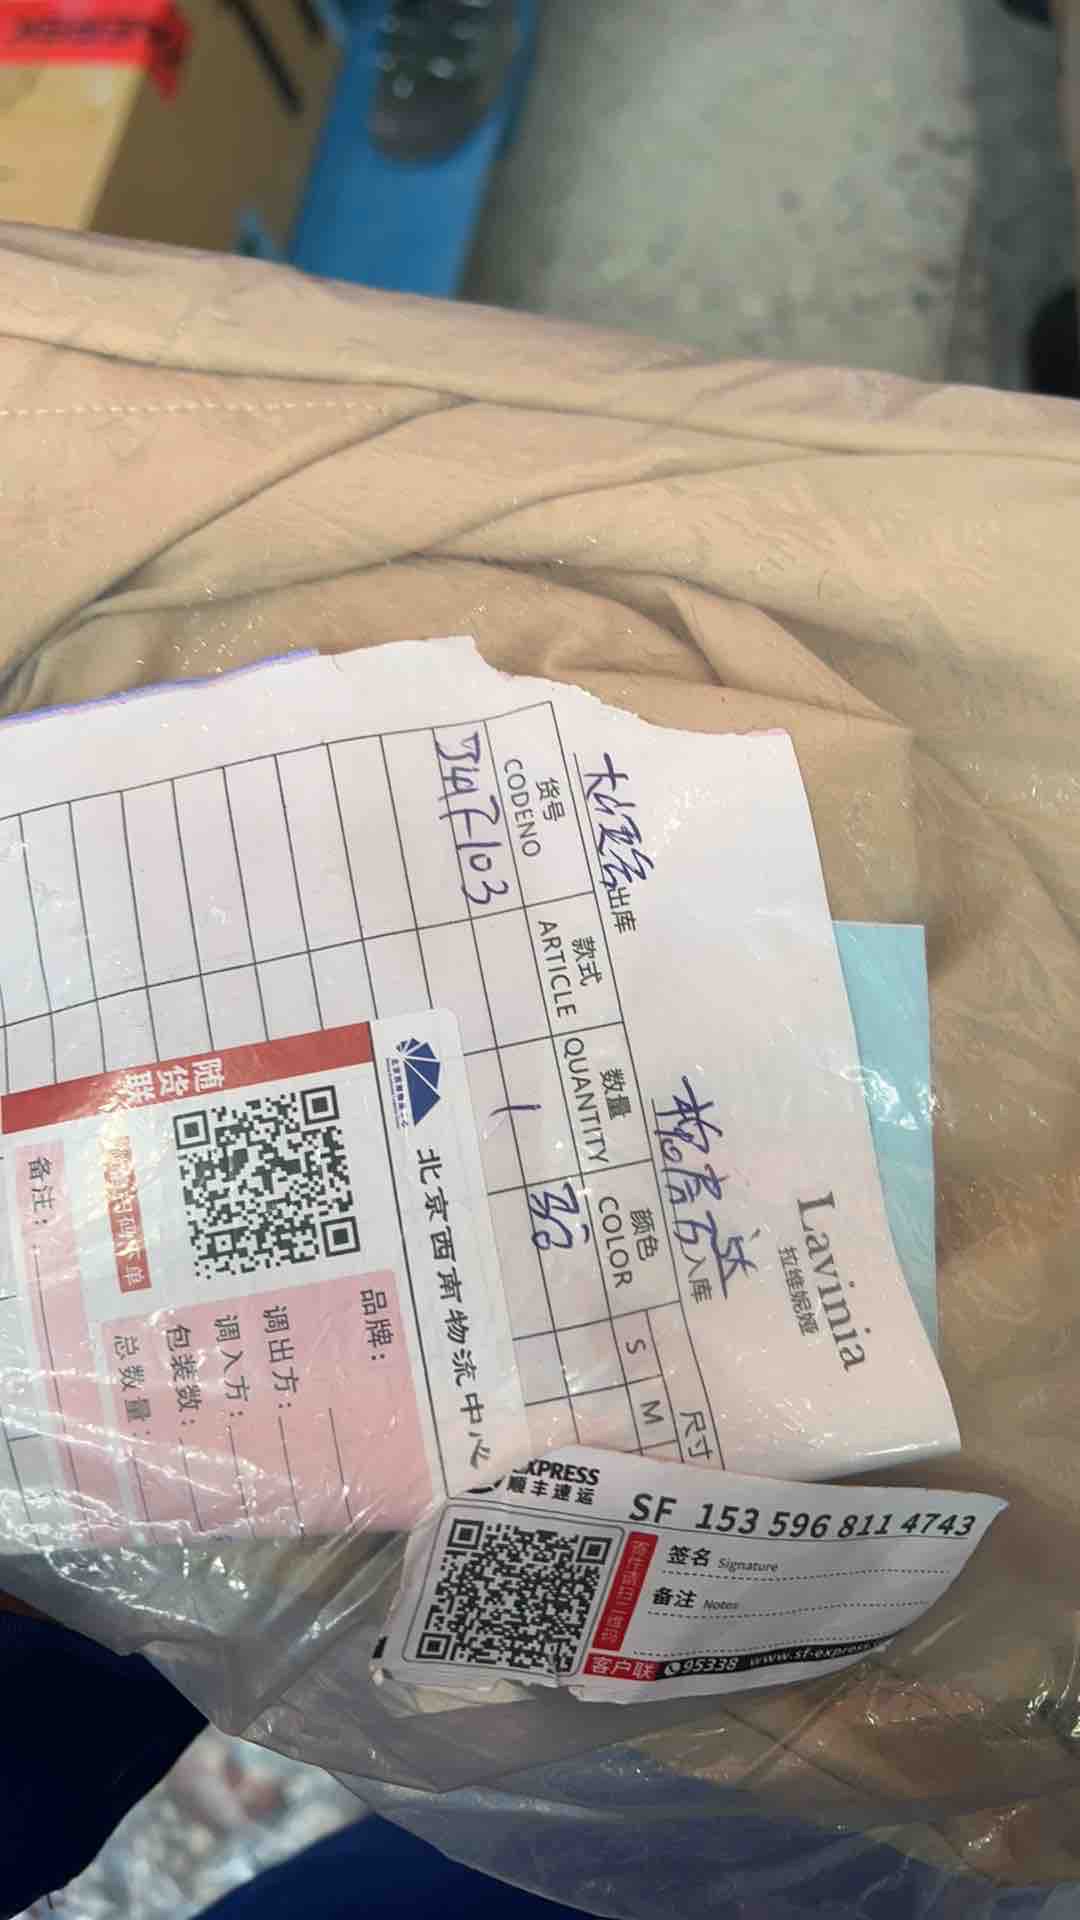 Lavinia
拉维妮娅
出库
入库
货号
CODENO
款式
ARTICLE
数量
QUANTITY
颜色
COLOR
尺寸
S
M
1
北京西南物流中心
随货联
品牌：
调出方：
调入方：
包装数：
总数量：
备注：
EXPRESS
顺丰速运
SF 153 596 811 4743
签名 Signature
备注 Notes
客户联
95338 www.sf-express.